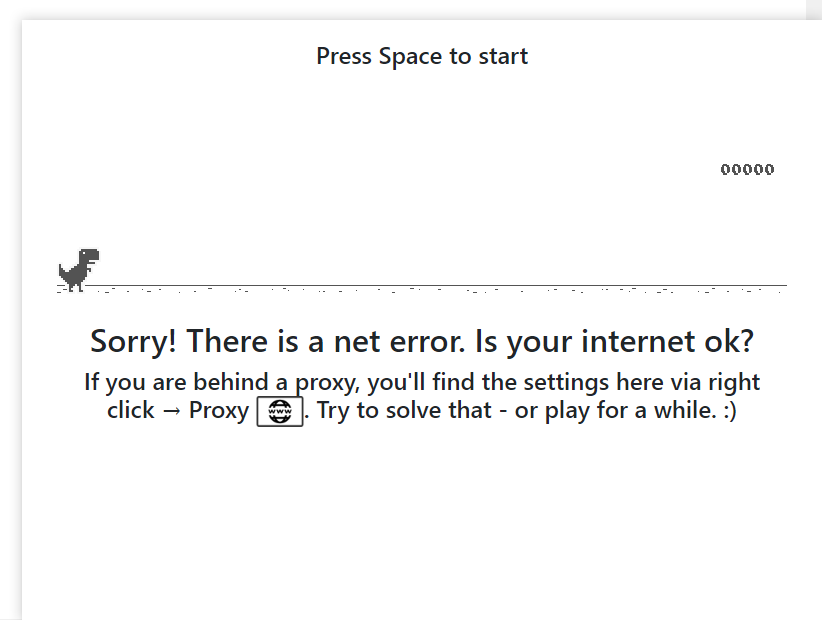 Press Space to start
00000
Sorry! There is a net error. Is your internet ok?
If you are behind a proxy, you'll find the settings here via right
click → Proxy www. Try to solve that - or play for a while. :)